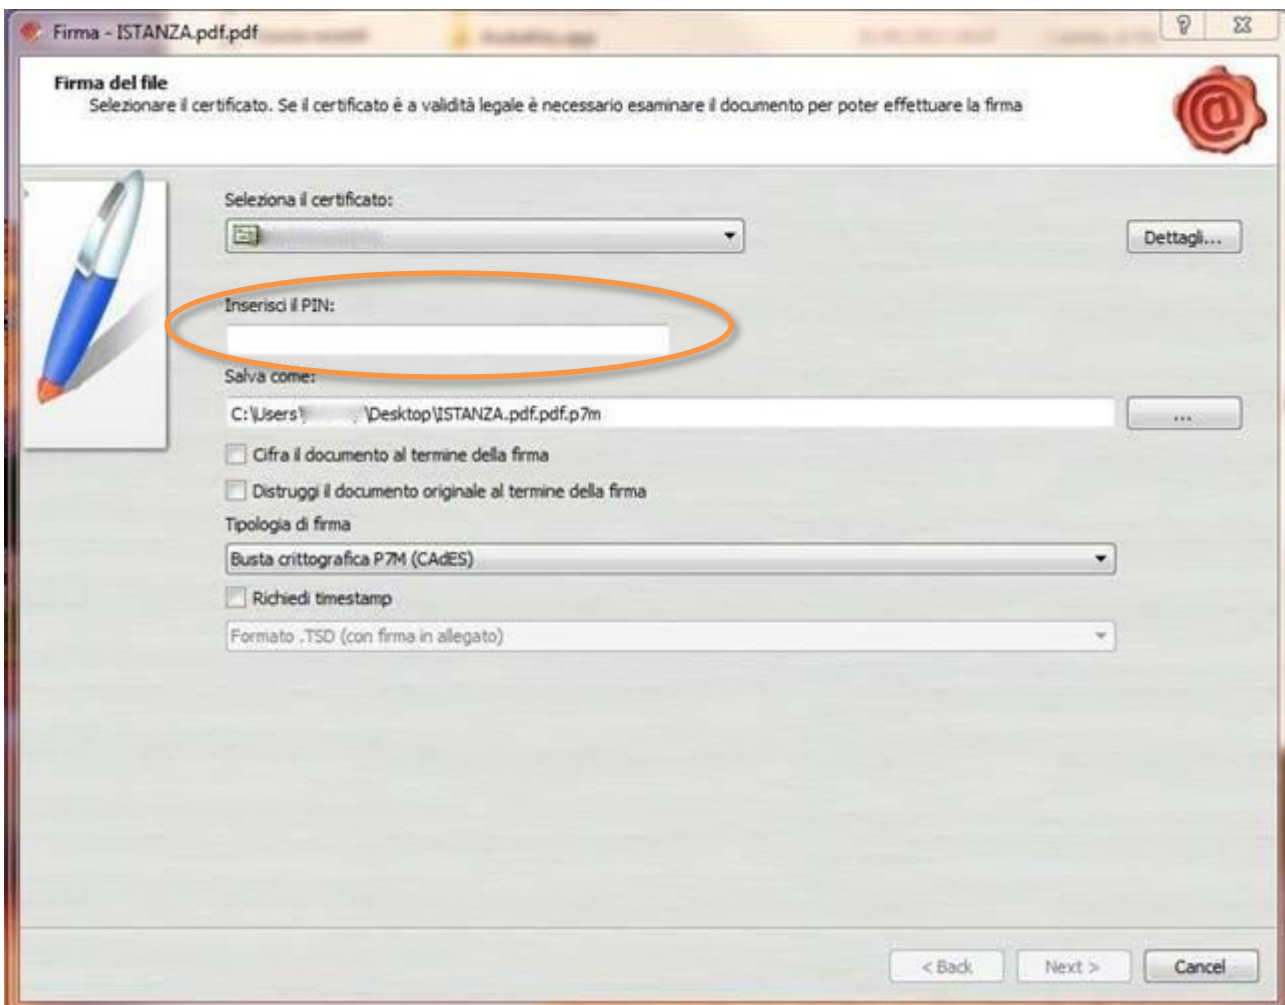 Firma - ISTANZA.pdf.pdf
Firma del file
Selezionare il certificato. Se il certificato è a validità legale è necessario esaminare il documento per poter effettuare la firma
Seleziona il certificato:
Dettagli...
Inserisci il PIN:
Salva come:
C:\Users\ \Desktop\ISTANZA.pdf.pdf.p7m
...
Cifra il documento al termine della firma
Distruggi il documento originale al termine della firma
Tipologia di firma
Busta crittografica P7M (CAdES)
Richiedi timestamp
Formato .TSD (con firma in allegato)
< Back Next > Cancel